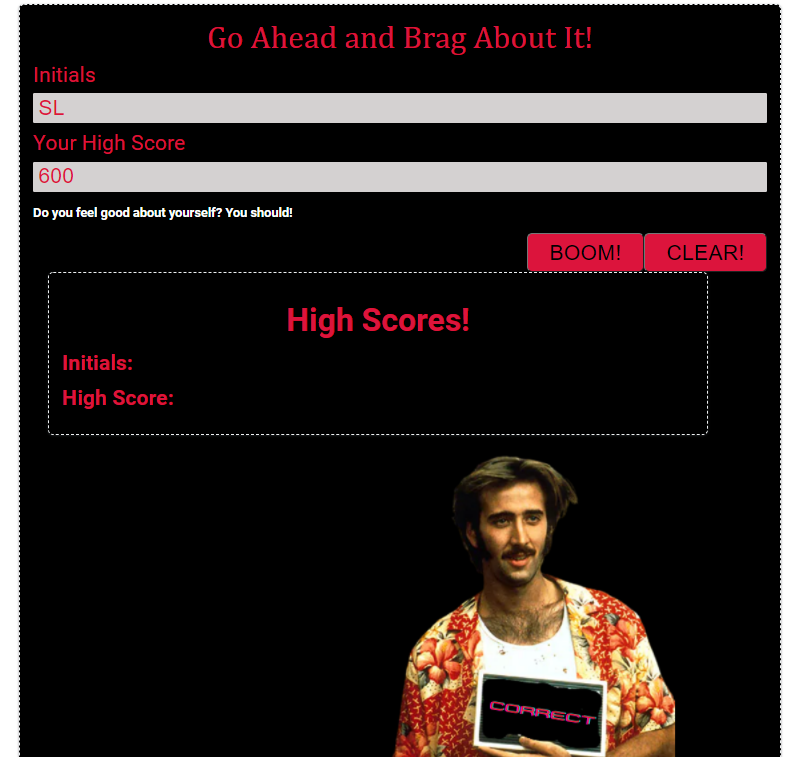 Go Ahead and Brag About It!
Initials
SL
Your High Score
600
Do you feel good about yourself? You should!
BOOM! CLEAR!
High Scores!
Initials:
High Score:
CORRECT